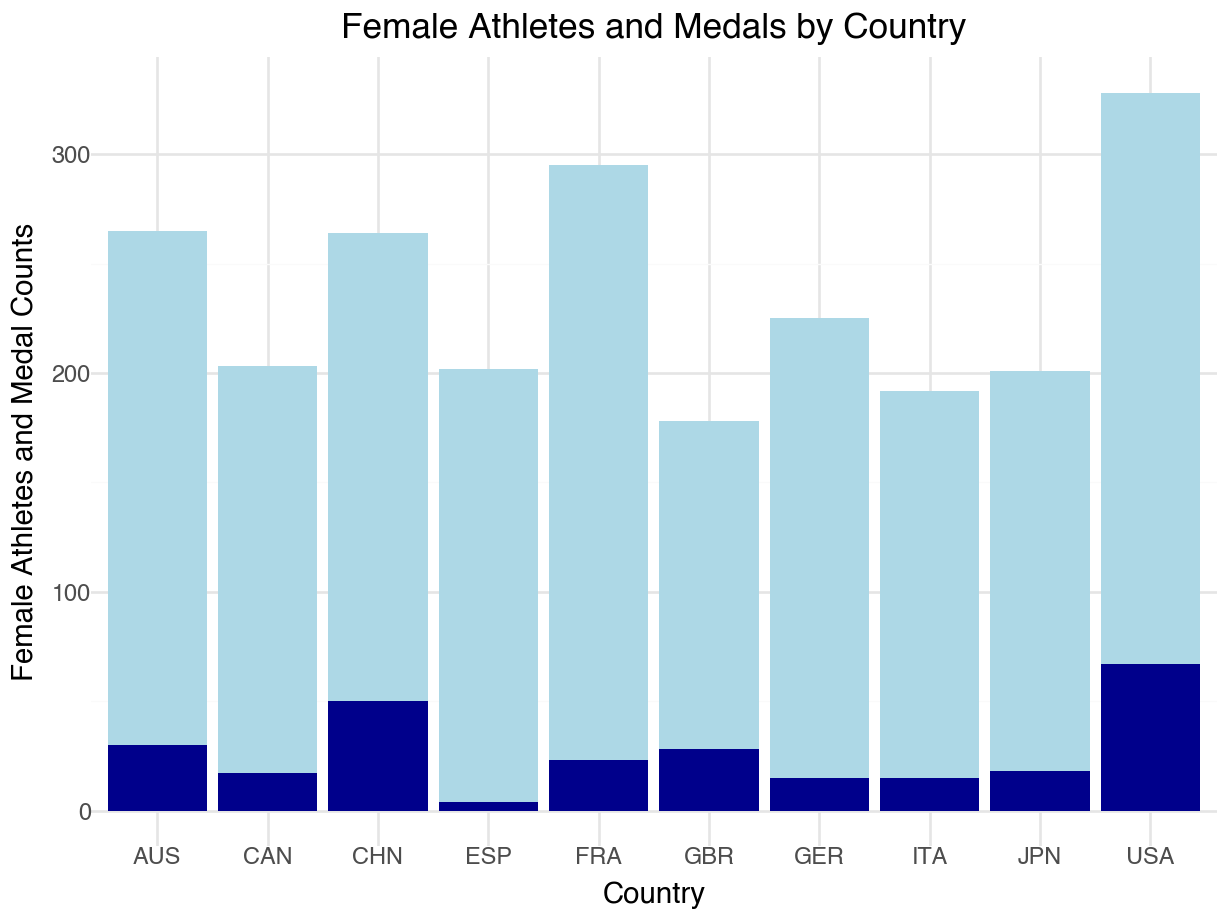 Female Athletes and Medals by Country
Female Athletes and Medal Counts
300
200
100
0
AUS CAN CHN ESP FRA GBR GER ITA JPN USA
Country